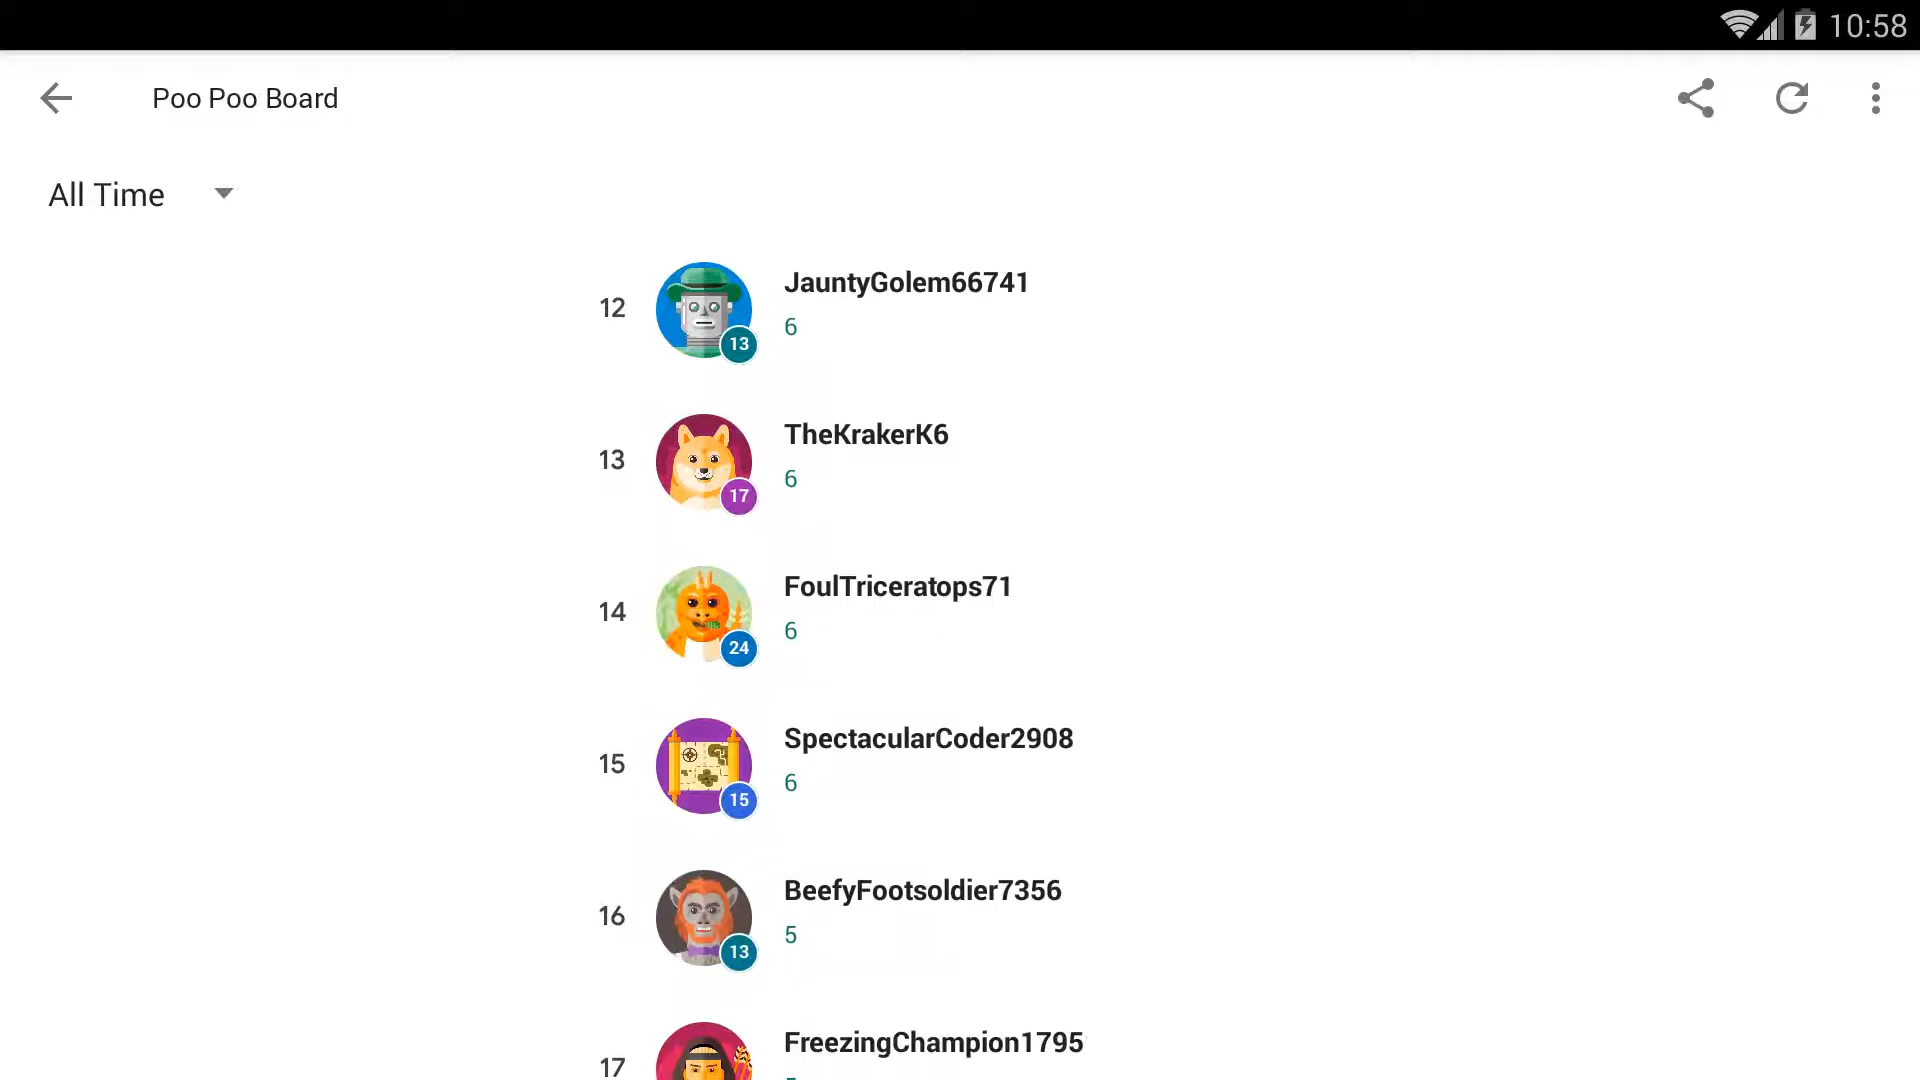 10:58
Poo Poo Board
All Time
12
JauntyGolem66741
6
13
13
TheKrakerK6
6
17
14
FoulTriceratops71
6
24
15
SpectacularCoder2908
6
15
16
BeefyFootsoldier7356
5
13
17
FreezingChampion1795